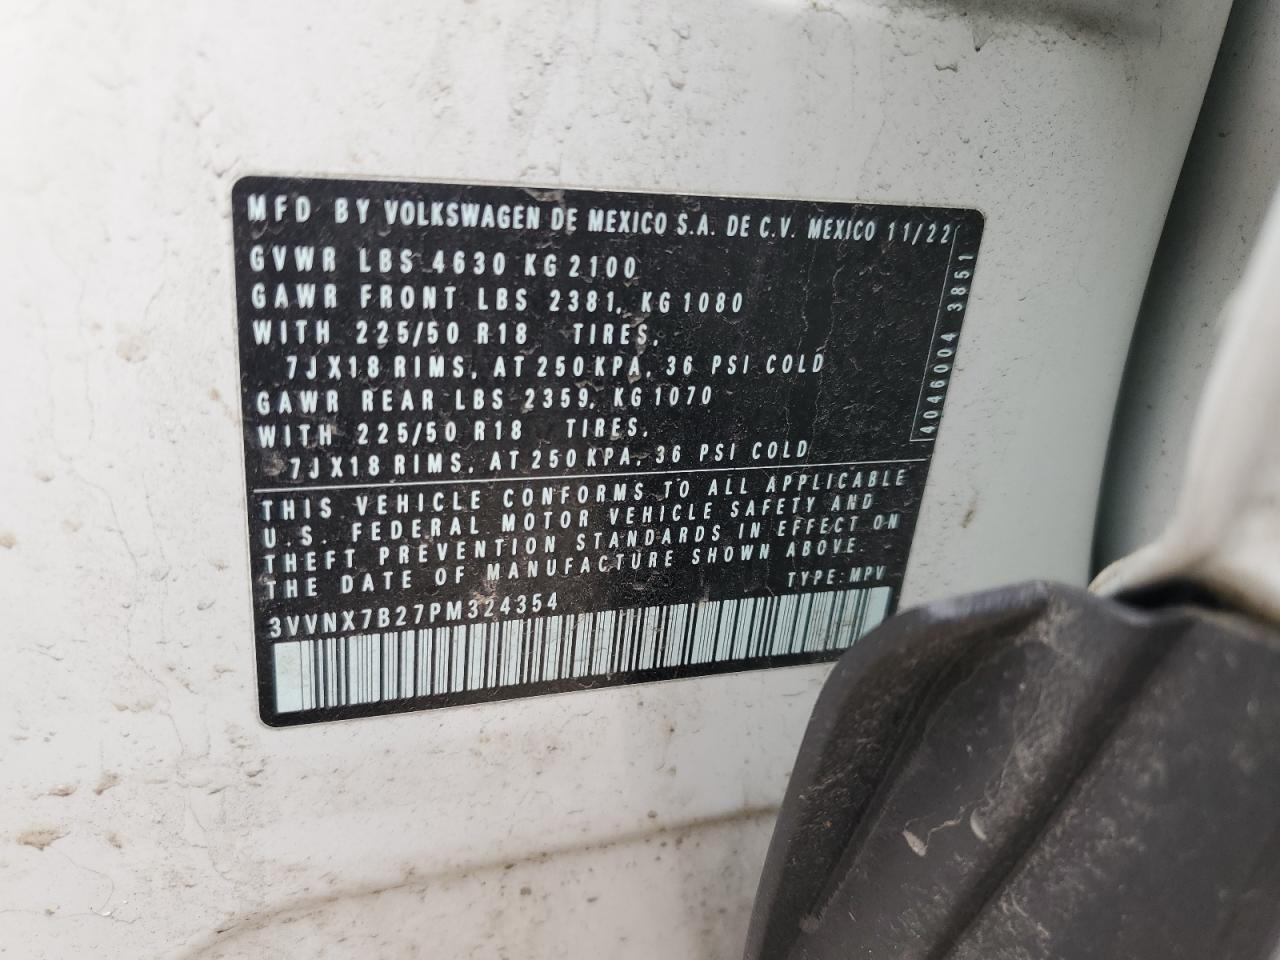 MFD BY VOLKSWAGEN DE MEXICO S.A. DE C.V. MEXICO 11/22
GVWR LBS 4630 KG 2100
GAWR FRONT LBS 2381, KG 1080
WITH 225/50 R18 TIRES,
7JX18 RIMS, AT 250 KPA, 36 PSI COLD
GAWR REAR LBS 2359, KG 1070
WITH 225/50 R18 TIRES,
7JX18 RIMS, AT 250 KPA, 36 PSI COLD
4046004 3851
THIS VEHICLE CONFORMS TO ALL APPLICABLE
U.S. FEDERAL MOTOR VEHICLE SAFETY AND
THEFT PREVENTION STANDARDS IN EFFECT ON
THE DATE OF MANUFACTURE SHOWN ABOVE.
TYPE: MPV
3VVNX7B27PM324354